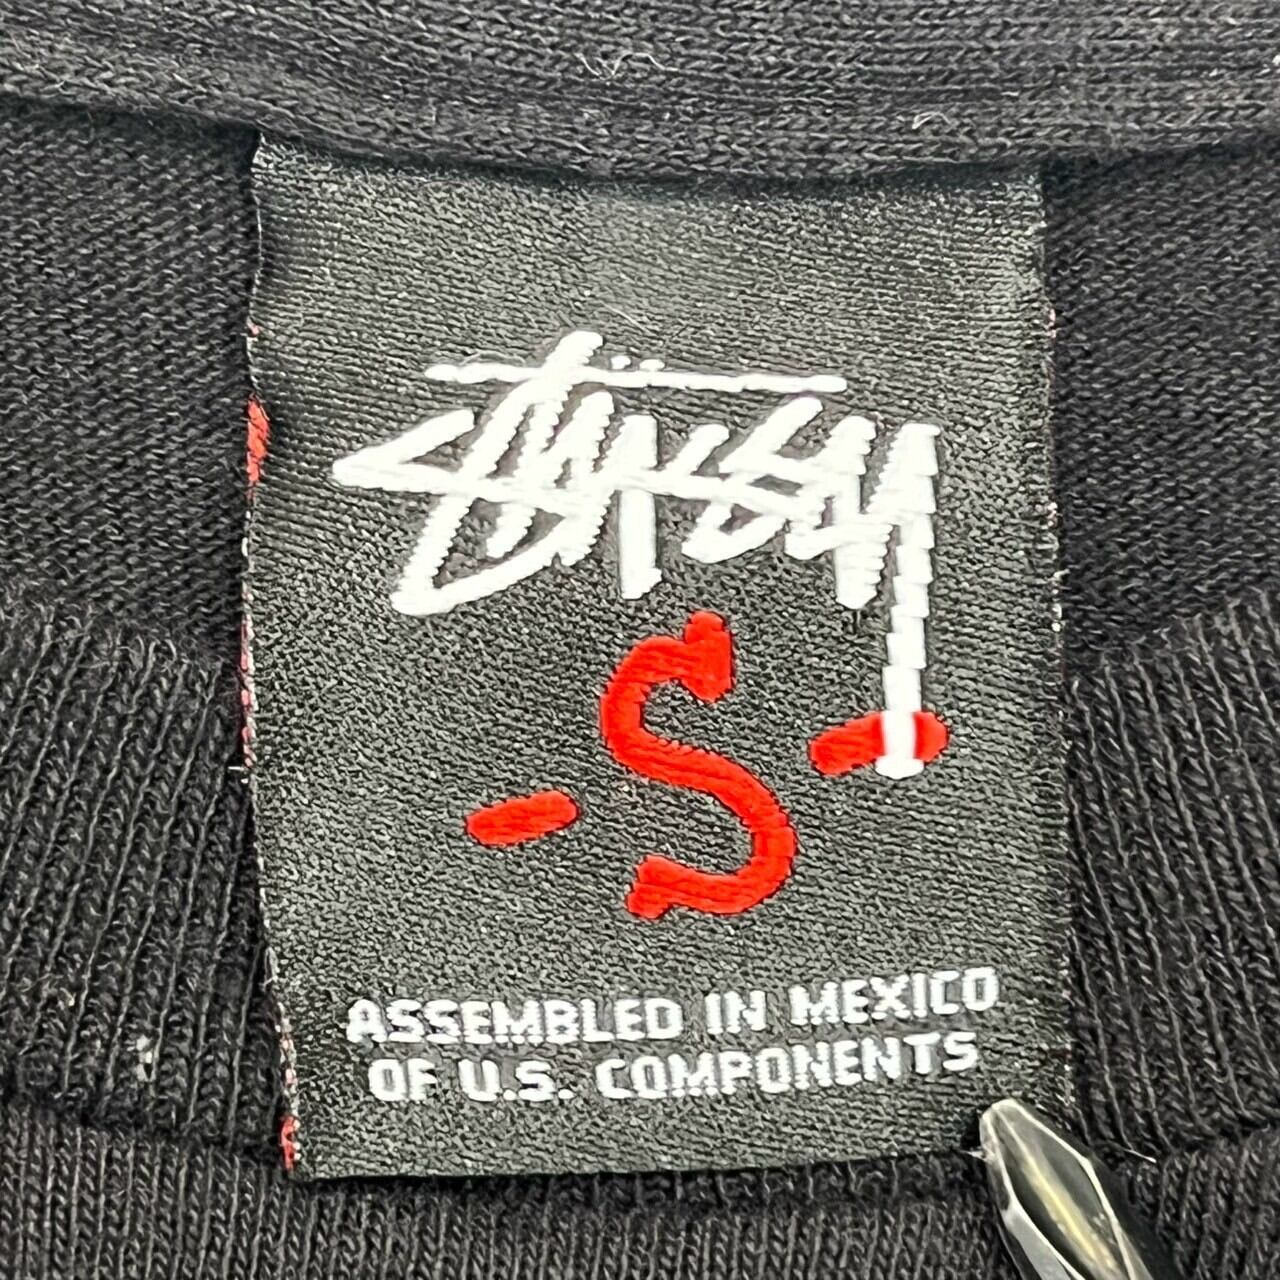 Stüssy
- S -
ASSEMBLED IN MEXICO
OF U.S. COMPONENTS